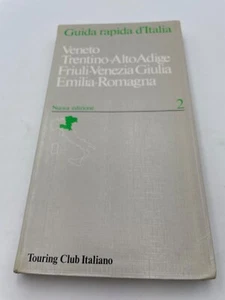 Guida rapida d'Italia
Veneto
Trentino-Alto Adige
Friuli-Venezia Giulia
Emilia-Romagna
Nuova edizione
2
Touring Club Italiano